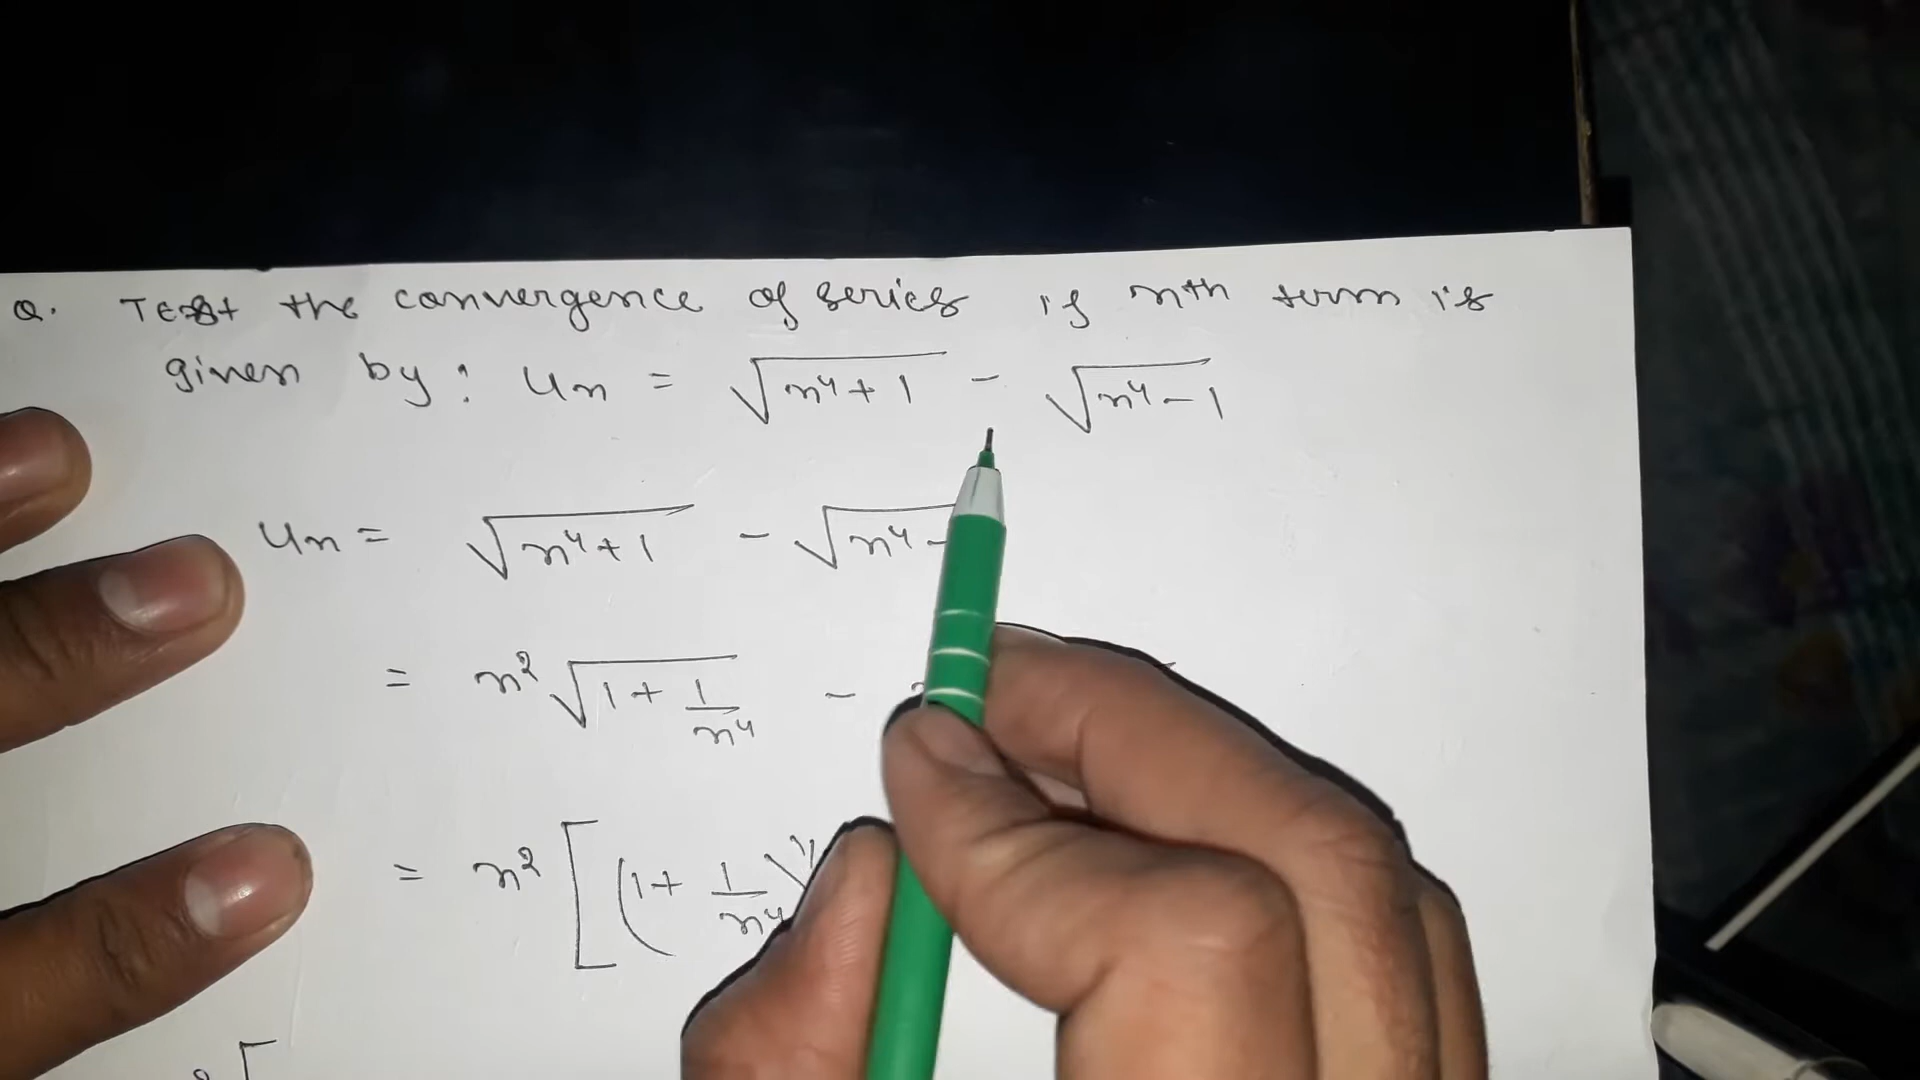 Q. Test the convergence of series if nth term is
given by: Un = √(n⁴+1) - √(n⁴-1)
Un = √(n⁴+1) - √(n⁴-
= n² √(1 + 1/n⁴) -
= n² [(1 + 1/n⁴)
[